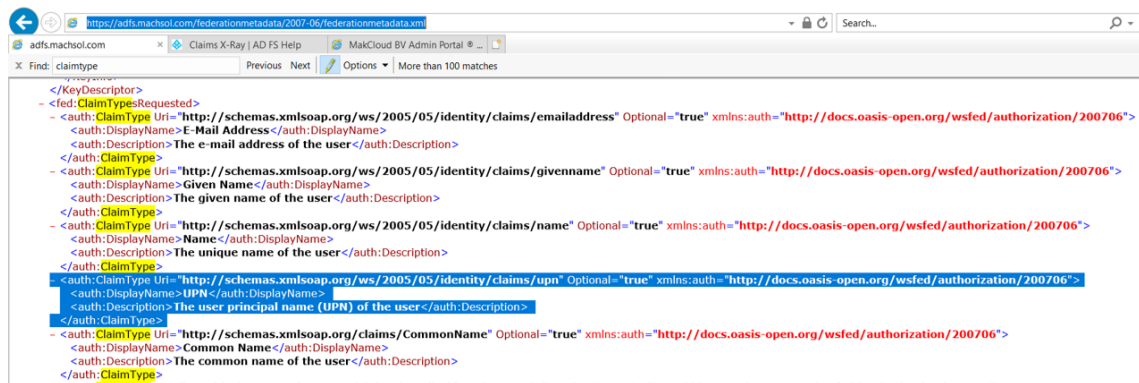 https://adfs.machsol.com/federationmetadata/2007-06/federationmetadata.xml
Search...
adfs.machsol.com × Claims X-Ray | AD FS Help MakCloud BV Admin Portal ® ...
X Find: claimtype Previous Next Options ▾ More than 100 matches
</KeyDescriptor>
- <fed:ClaimTypesRequested>
- <auth:ClaimType Uri="http://schemas.xmlsoap.org/ws/2005/05/identity/claims/emailaddress" Optional="true" xmlns:auth="http://docs.oasis-open.org/wsfed/authorization/200706">
<auth:DisplayName>E-Mail Address</auth:DisplayName>
<auth:Description>The e-mail address of the user</auth:Description>
</auth:ClaimType>
- <auth:ClaimType Uri="http://schemas.xmlsoap.org/ws/2005/05/identity/claims/givenname" Optional="true" xmlns:auth="http://docs.oasis-open.org/wsfed/authorization/200706">
<auth:DisplayName>Given Name</auth:DisplayName>
<auth:Description>The given name of the user</auth:Description>
</auth:ClaimType>
- <auth:ClaimType Uri="http://schemas.xmlsoap.org/ws/2005/05/identity/claims/name" Optional="true" xmlns:auth="http://docs.oasis-open.org/wsfed/authorization/200706">
<auth:DisplayName>Name</auth:DisplayName>
<auth:Description>The unique name of the user</auth:Description>
</auth:ClaimType>
- <auth:ClaimType Uri="http://schemas.xmlsoap.org/ws/2005/05/identity/claims/upn" Optional="true" xmlns:auth="http://docs.oasis-open.org/wsfed/authorization/200706">
<auth:DisplayName>UPN</auth:DisplayName>
<auth:Description>The user principal name (UPN) of the user</auth:Description>
</auth:ClaimType>
- <auth:ClaimType Uri="http://schemas.xmlsoap.org/claims/CommonName" Optional="true" xmlns:auth="http://docs.oasis-open.org/wsfed/authorization/200706">
<auth:DisplayName>Common Name</auth:DisplayName>
<auth:Description>The common name of the user</auth:Description>
</auth:ClaimType>